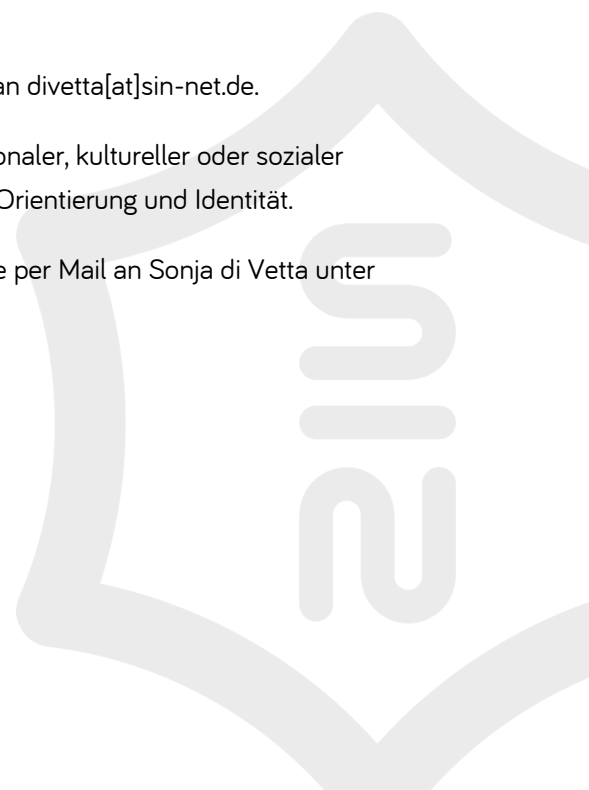 an divetta[at]sin-net.de.
onaler, kultureller oder sozialer
Orientierung und Identität.
e per Mail an Sonja di Vetta unter
SIN